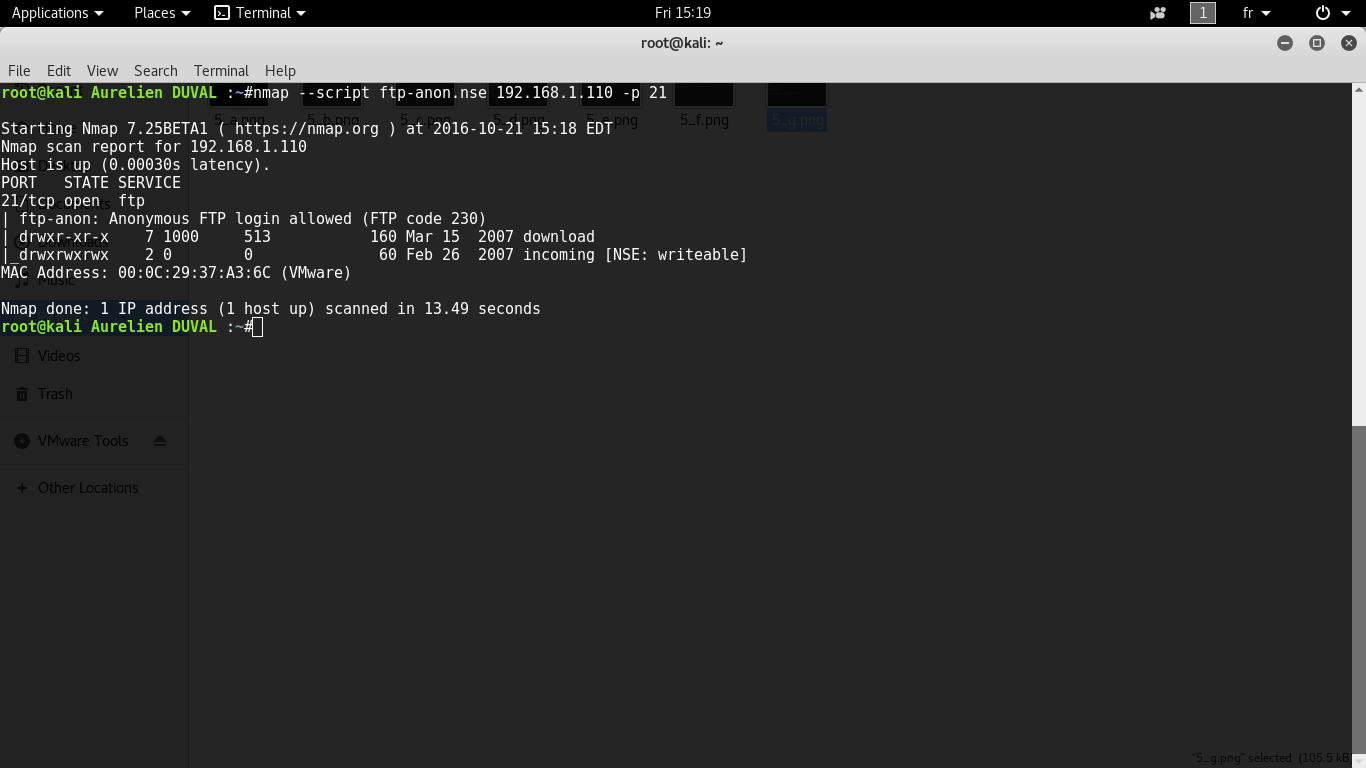 Applications Places Terminal Fri 15:19 1 fr
root@kali: ~
File Edit View Search Terminal Help
root@kali Aurelien DUVAL :~#nmap --script ftp-anon.nse 192.168.1.110 -p 21
5_a.png 5_b.png 5_c.png 5_d.png 5_e.png 5_f.png 5_g.png
Starting Nmap 7.25BETA1 ( https://nmap.org ) at 2016-10-21 15:18 EDT
Nmap scan report for 192.168.1.110
Host is up (0.00030s latency).
PORT   STATE SERVICE
21/tcp open  ftp
| ftp-anon: Anonymous FTP login allowed (FTP code 230)
| drwxr-xr-x    7 1000     513           160 Mar 15  2007 download
|_drwxrwxrwx    2 0        0              60 Feb 26  2007 incoming [NSE: writeable]
MAC Address: 00:0C:29:37:A3:6C (VMware)
Music
Nmap done: 1 IP address (1 host up) scanned in 13.49 seconds
root@kali Aurelien DUVAL :~#
Videos
Trash
VMware Tools
Other Locations
"5_g.png" selected (105.5 kB)